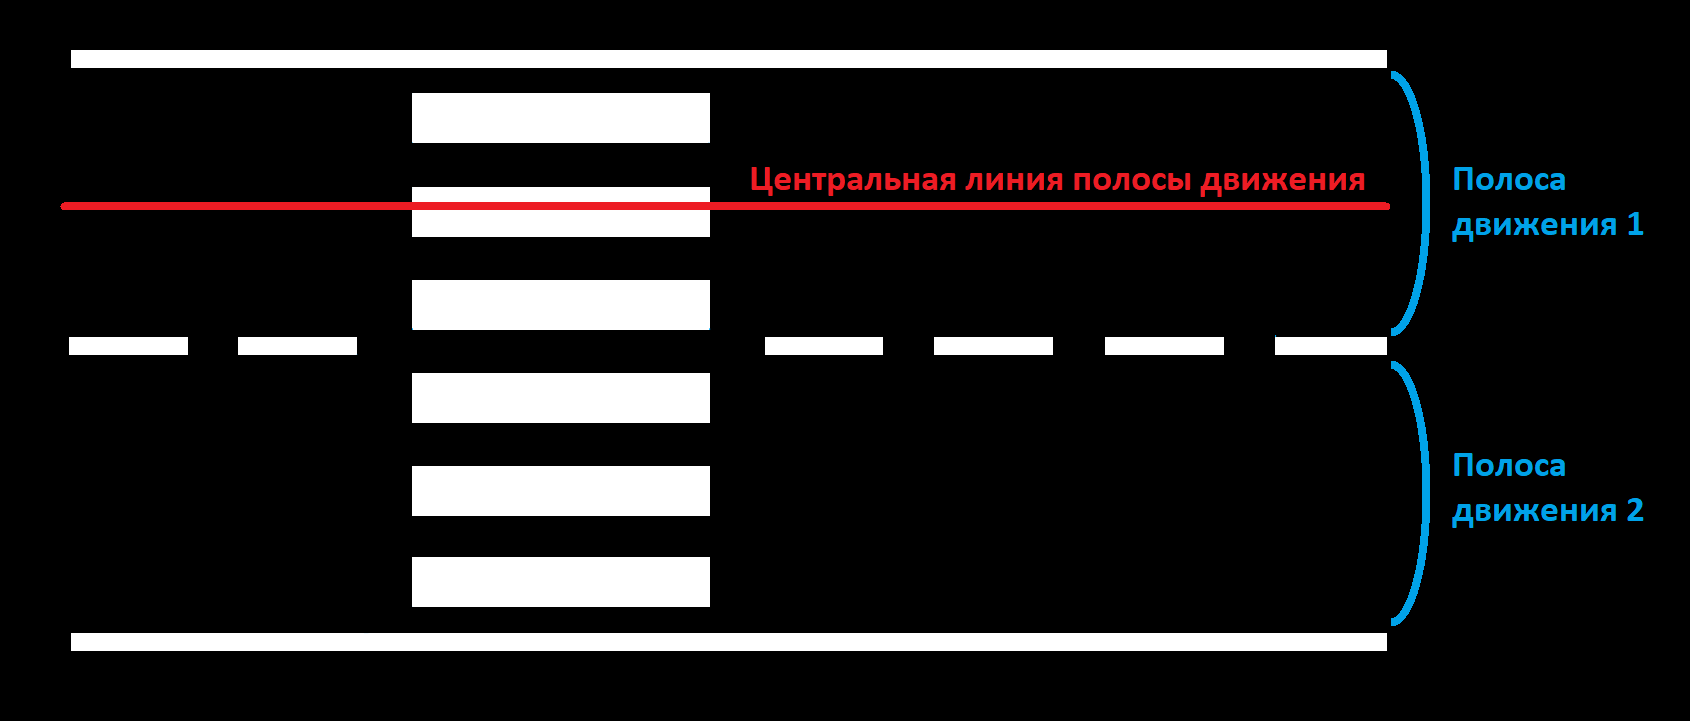 Центральная линия полосы движения
Полоса
движения 1
Полоса
движения 2